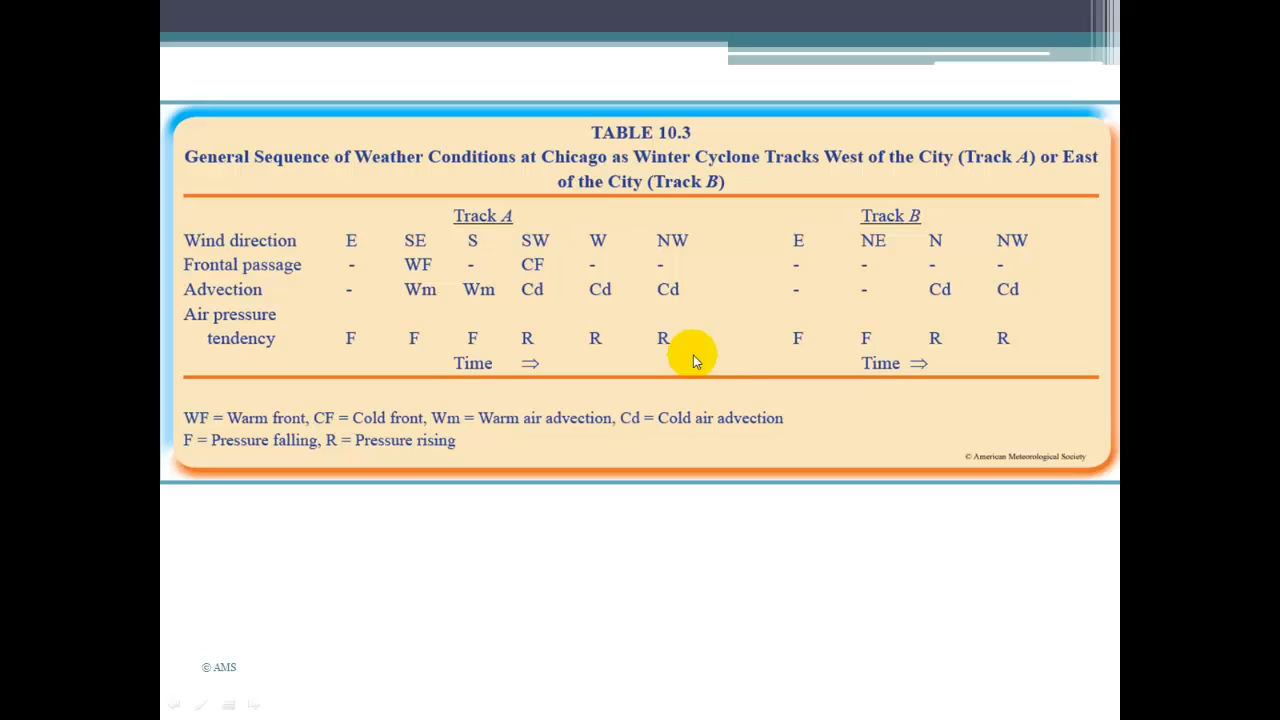 TABLE 10.3
General Sequence of Weather Conditions at Chicago as Winter Cyclone Tracks West of the City (Track A) or East
of the City (Track B)
Track A Track B
Wind direction E SE S SW W NW E NE N NW
Frontal passage - WF - CF - - - - - -
Advection - Wm Wm Cd Cd Cd - - Cd Cd
Air pressure
tendency F F F R R R F F R R
Time ⇒ Time ⇒
WF = Warm front, CF = Cold front, Wm = Warm air advection, Cd = Cold air advection
F = Pressure falling, R = Pressure rising
© American Meteorological Society
© AMS